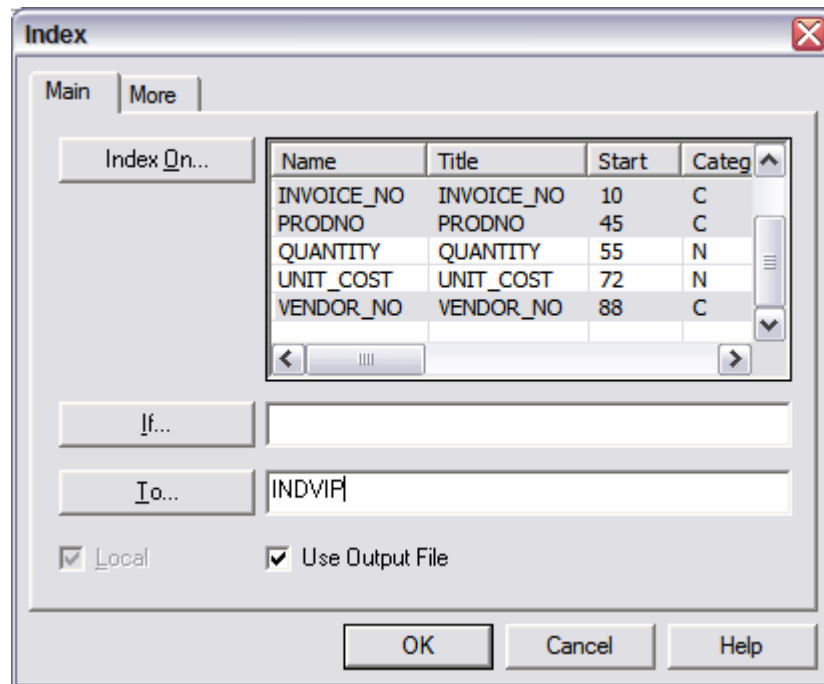 Index
Main More
Index On... Name Title Start Categ
INVOICE_NO INVOICE_NO 10 C
PRODNO PRODNO 45 C
QUANTITY QUANTITY 55 N
UNIT_COST UNIT_COST 72 N
VENDOR_NO VENDOR_NO 88 C
If...
To... INDVIP
Local Use Output File
OK Cancel Help